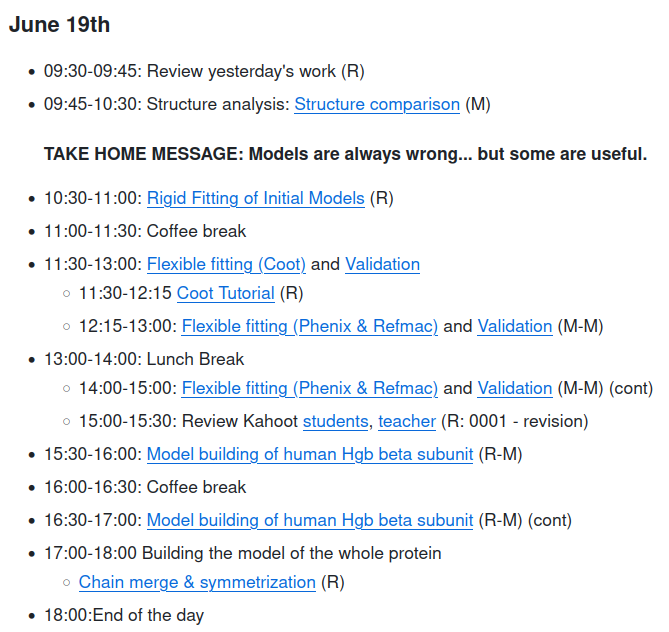 June 19th
• 09:30-09:45: Review yesterday's work (R)
• 09:45-10:30: Structure analysis: Structure comparison (M)
TAKE HOME MESSAGE: Models are always wrong... but some are useful.
• 10:30-11:00: Rigid Fitting of Initial Models (R)
• 11:00-11:30: Coffee break
• 11:30-13:00: Flexible fitting (Coot) and Validation
○ 11:30-12:15 Coot Tutorial (R)
○ 12:15-13:00: Flexible fitting (Phenix & Refmac) and Validation (M-M)
• 13:00-14:00: Lunch Break
○ 14:00-15:00: Flexible fitting (Phenix & Refmac) and Validation (M-M) (cont)
○ 15:00-15:30: Review Kahoot students, teacher (R: 0001 - revision)
• 15:30-16:00: Model building of human Hgb beta subunit (R-M)
• 16:00-16:30: Coffee break
• 16:30-17:00: Model building of human Hgb beta subunit (R-M) (cont)
• 17:00-18:00 Building the model of the whole protein
○ Chain merge & symmetrization (R)
• 18:00:End of the day